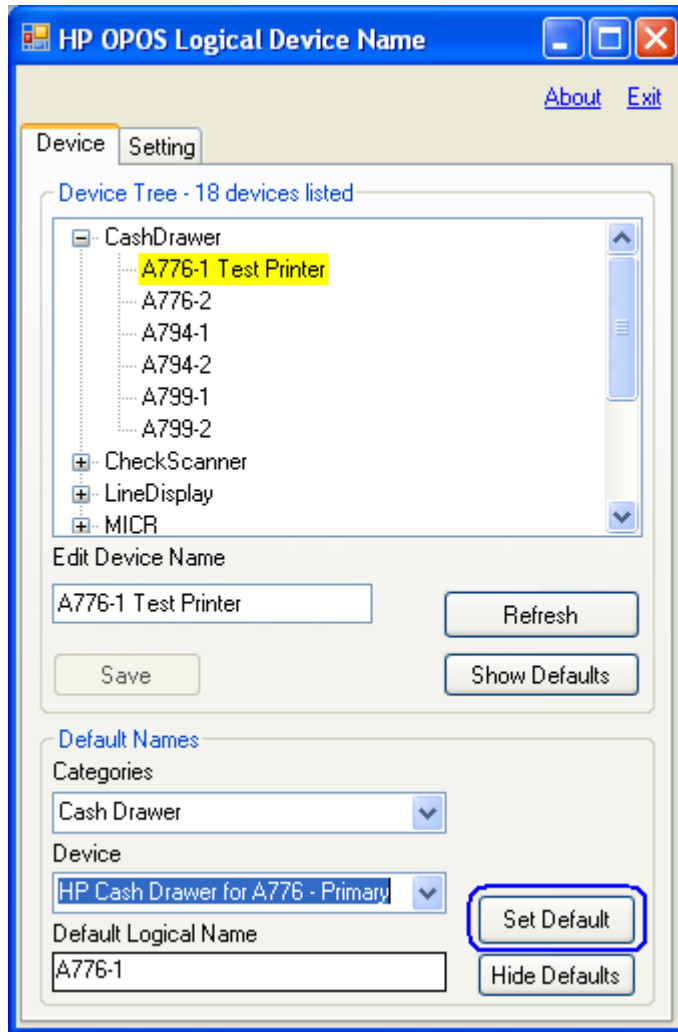 HP OPOS Logical Device Name
About Exit
Device Setting
Device Tree - 18 devices listed
CashDrawer
A776-1 Test Printer
A776-2
A794-1
A794-2
A799-1
A799-2
CheckScanner
LineDisplay
MICR
Edit Device Name
A776-1 Test Printer
Refresh
Save
Show Defaults
Default Names
Categories
Cash Drawer
Device
HP Cash Drawer for A776 - Primary
Set Default
Default Logical Name
A776-1
Hide Defaults